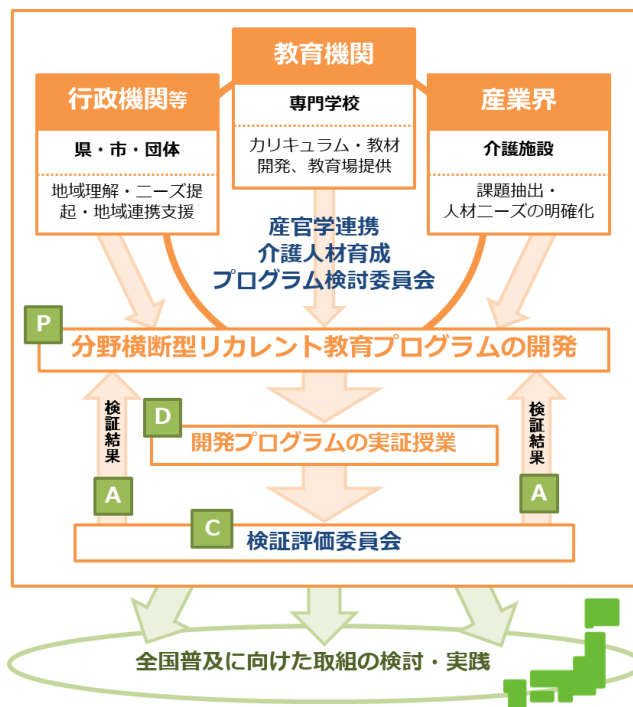 教育機関
専門学校
カリキュラム・教材
開発、教育場提供
行政機関等
県・市・団体
地域理解・ニーズ提
起・地域連携支援
産業界
介護施設
課題抽出・
人材ニーズの明確化
産官学連携
介護人材育成
プログラム検討委員会
P
分野横断型リカレント教育プログラムの開発
検証結果
A
D
開発プログラムの実証授業
検証結果
A
C
検証評価委員会
全国普及に向けた取組の検討・実践